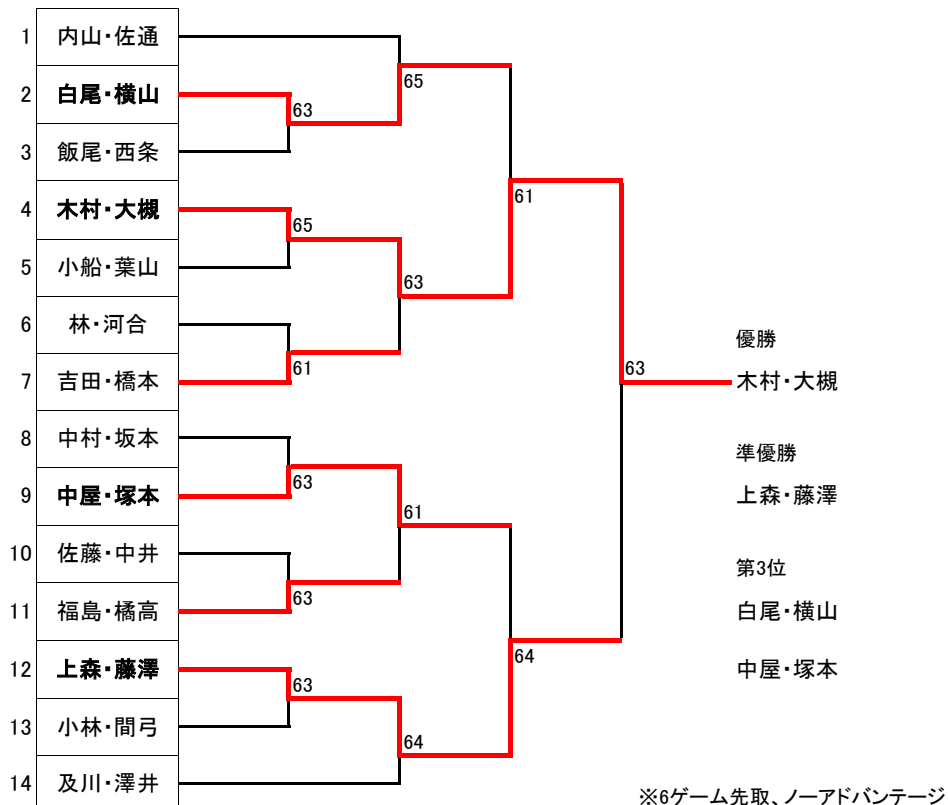 1 内山・佐通
65
2 白尾・横山
63
3 飯尾・西条
4 木村・大槻
61
65
5 小船・葉山
63
6 林・河合
優勝
61
63
7 吉田・橋本
木村・大槻
8 中村・坂本
準優勝
63
9 中屋・塚本
上森・藤澤
61
10 佐藤・中井
第3位
63
11 福島・橘高
白尾・横山
64
12 上森・藤澤
中屋・塚本
63
13 小林・間弓
64
14 及川・澤井
※6ゲーム先取、ノーアドバンテージ